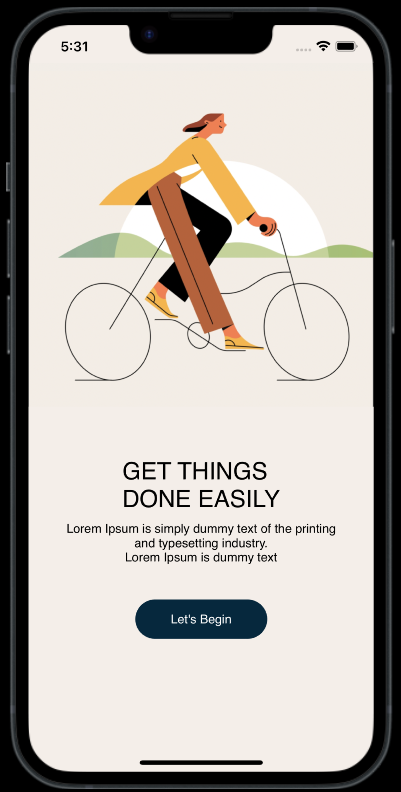 5:31
GET THINGS
DONE EASILY
Lorem Ipsum is simply dummy text of the printing
and typesetting industry.
Lorem Ipsum is dummy text
Let's Begin